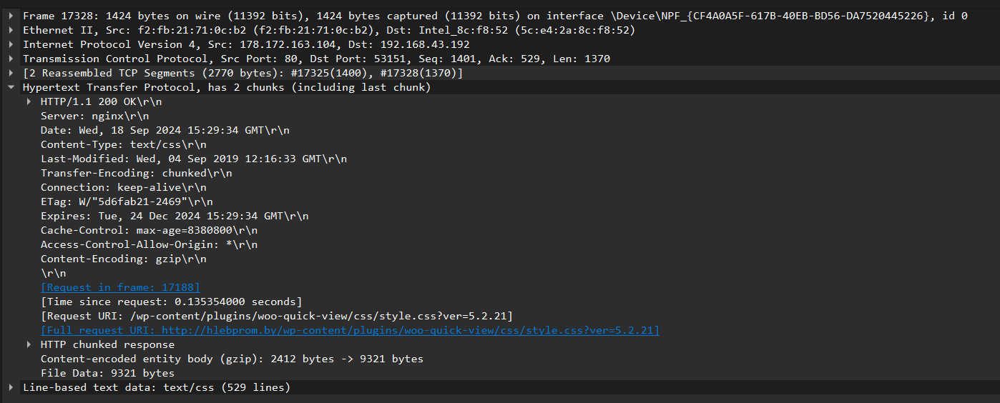 Frame 17328: 1424 bytes on wire (11392 bits), 1424 bytes captured (11392 bits) on interface \Device\NPF_{CF4A0A5F-617B-40EB-BD56-DA7520445226}, id 0
Ethernet II, Src: f2:fb:21:71:0c:b2 (f2:fb:21:71:0c:b2), Dst: Intel_8c:f8:52 (5c:e4:2a:8c:f8:52)
Internet Protocol Version 4, Src: 178.172.163.104, Dst: 192.168.43.192
Transmission Control Protocol, Src Port: 80, Dst Port: 53151, Seq: 1401, Ack: 529, Len: 1370
[2 Reassembled TCP Segments (2770 bytes): #17325(1400), #17328(1370)]
Hypertext Transfer Protocol, has 2 chunks (including last chunk)
HTTP/1.1 200 OK\r\n
Server: nginx\r\n
Date: Wed, 18 Sep 2024 15:29:34 GMT\r\n
Content-Type: text/css\r\n
Last-Modified: Wed, 04 Sep 2019 12:16:33 GMT\r\n
Transfer-Encoding: chunked\r\n
Connection: keep-alive\r\n
ETag: W/"5d6fab21-2469"\r\n
Expires: Tue, 24 Dec 2024 15:29:34 GMT\r\n
Cache-Control: max-age=8380800\r\n
Access-Control-Allow-Origin: *\r\n
Content-Encoding: gzip\r\n
\r\n
[Request in frame: 17188]
[Time since request: 0.135354000 seconds]
[Request URI: /wp-content/plugins/woo-quick-view/css/style.css?ver=5.2.21]
[Full request URI: http://hlebprom.by/wp-content/plugins/woo-quick-view/css/style.css?ver=5.2.21]
HTTP chunked response
Content-encoded entity body (gzip): 2412 bytes -> 9321 bytes
File Data: 9321 bytes
Line-based text data: text/css (529 lines)